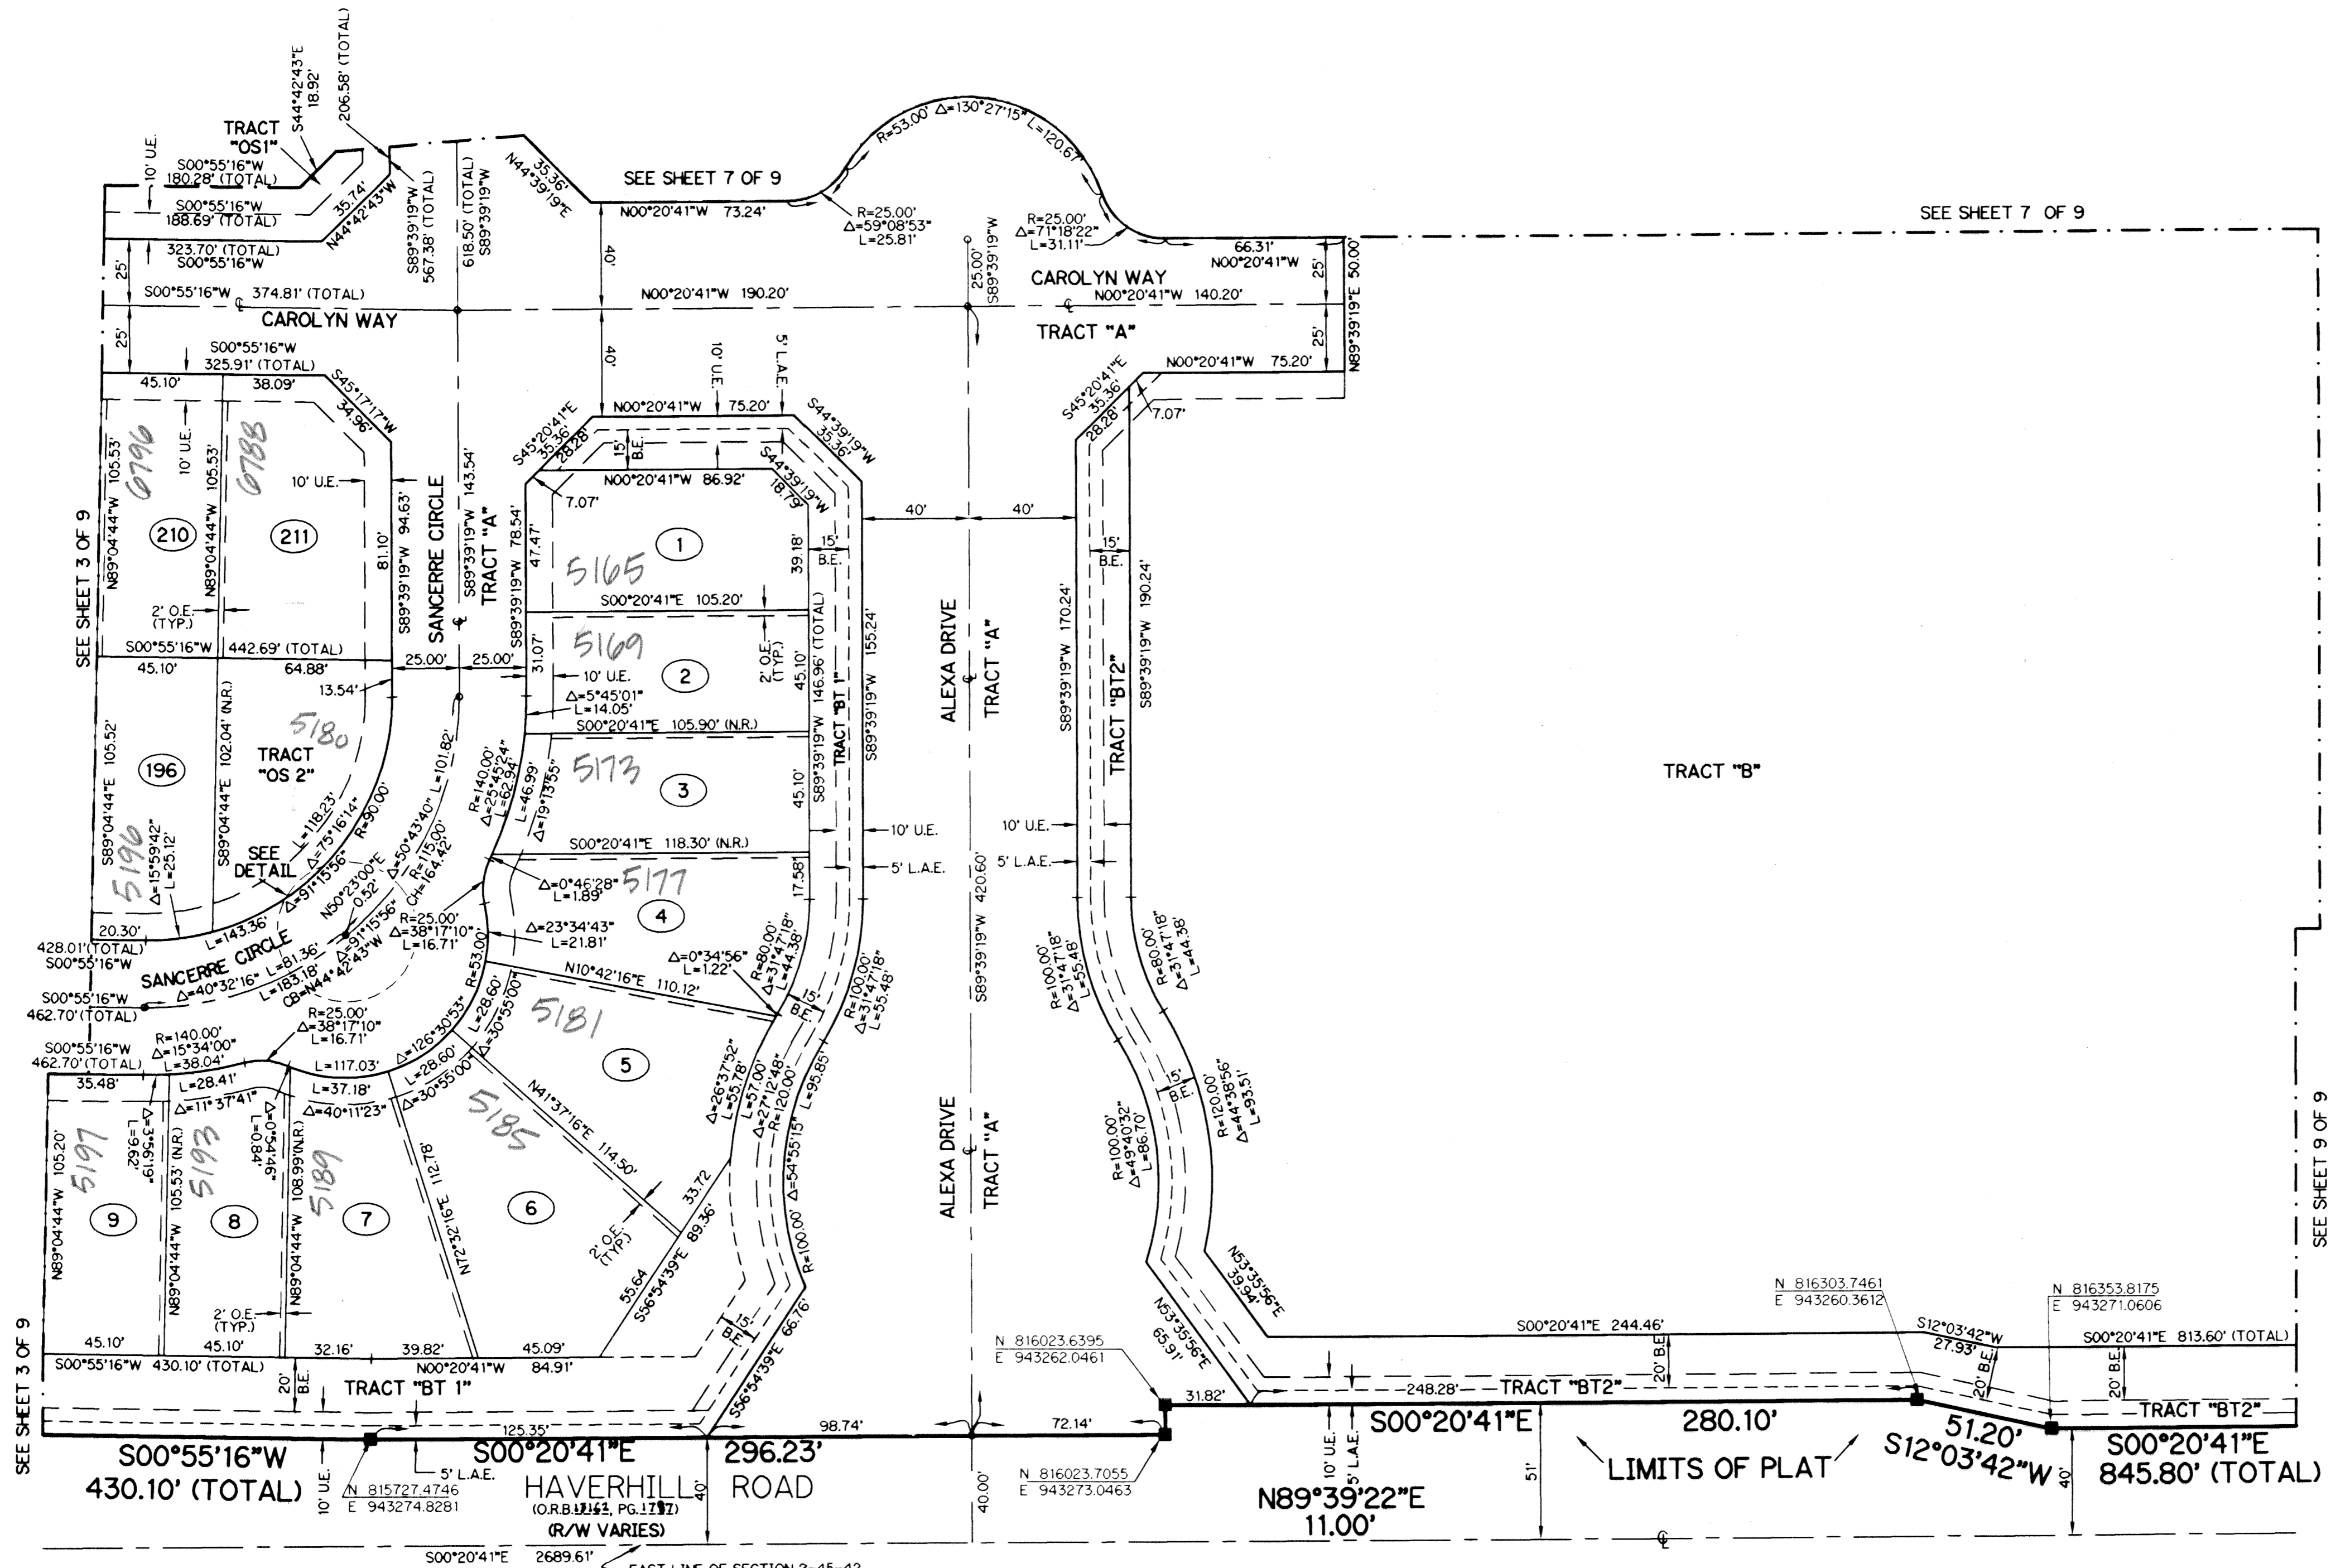 206.58' (TOTAL)
S44°42'43"E
18.92'
TRACT
"OS1"
10' U.E.
S00°55'16"W
180.28' (TOTAL)
S00°55'16"W
188.69' (TOTAL)
35.74'
N44°42'43"W
323.70' (TOTAL)
S00°55'16"W
S89°39'19"W
567.38' (TOTAL)
618.50' (TOTAL)
S89°39'19"W
35.36'
N44°39'19"E
SEE SHEET 7 OF 9
N00°20'41"W 73.24'
R=53.00' Δ=130°27'15" L=120.67'
R=25.00'
Δ=59°08'53"
L=25.81'
R=25.00'
Δ=71°18'22"
L=31.11'
25.00'
S89°39'19"W
SEE SHEET 7 OF 9
66.31'
N00°20'41"W
CAROLYN WAY
N00°20'41"W 140.20'
TRACT "A"
25'
25'
N89°39'19"E 50.00'
N00°20'41"W 75.20'
25'
S00°55'16"W 374.81' (TOTAL)
CAROLYN WAY
25'
40'
N00°20'41"W 190.20'
40'
S00°55'16"W
325.91' (TOTAL)
45.10'
38.09'
S45°17'17"W
34.96'
10' U.E.
5' L.A.E.
N00°20'41"W 75.20'
S45°20'41"E
35.36'
28.28'
15'
B.E.
S44°39'19"W
35.36'
S44°39'19"W
18.79'
N00°20'41"W 86.92'
7.07'
S45°20'41"E
35.36'
28.28'
7.07'
SEE SHEET 3 OF 9
N89°04'44"W 105.53'
6796
10' U.E.
N89°04'44"W 105.53'
6788
210
211
10' U.E.
2' O.E.
(TYP.)
81.10'
S89°39'19"W 94.63'
SANCERRE CIRCLE
S89°39'19"W 143.54'
TRACT "A"
S89°39'19"W 78.54'
47.47'
1
5165
39.18'
15'
B.E.
40'
40'
15'
B.E.
S00°20'41"E 105.20'
S00°55'16"W 442.69' (TOTAL)
45.10'
64.88'
25.00'
25.00'
31.07'
5169
2
10' U.E.
2' O.E.
(TYP.)
45.10'
S89°39'19"W 146.96' (TOTAL)
TRACT "BT 1"
S89°39'19"W 155.24'
ALEXA DRIVE
TRACT "A"
S89°39'19"W 170.24'
TRACT "BT2"
S89°39'19"W 190.24'
13.54'
Δ=5°45'01"
L=14.05'
S00°20'41"E 105.90' (N.R.)
5173
3
45.10'
S89°04'44"E 105.52'
S89°04'44"E 102.04' (N.R.)
5180
TRACT
"OS 2"
196
TRACT "B"
R=140.00'
Δ=25°45'24"
L=62.94'
L=46.99'
Δ=19°13'55"
5196
Δ=15°59'42"
L=25.12'
L=118.23'
Δ=75°16'14"
R=90.00'
Δ=91°15'56"
SEE
DETAIL
L=101.82'
Δ=50°43'40"
R=115.00'
CH=164.42'
N50°23'00"E
0.52'
10' U.E.
10' U.E.
5' L.A.E.
5' L.A.E.
S00°20'41"E 118.30' (N.R.)
Δ=0°46'28"
L=1.89'
5177
4
17.58'
20.30'
L=143.36'
428.01'(TOTAL)
S00°55'16"W
SANCERRE CIRCLE
Δ=91°15'56"
Δ=40°32'16" L=81.36'
L=183.18'
CB=N44°42'43"W
R=25.00'
Δ=38°17'10"
L=16.71'
Δ=23°34'43"
L=21.81'
R=53.00'
Δ=0°34'56"
L=1.22'
R=80.00'
Δ=31°47'18"
L=44.38'
R=100.00'
Δ=31°47'18"
L=55.48'
S89°39'19"W 420.60'
R=100.00'
Δ=31°47'18"
L=55.48'
R=80.00'
Δ=31°47'18"
L=44.38'
S00°55'16"W
462.70'(TOTAL)
N10°42'16"E 110.12'
15'
B.E.
R=25.00'
Δ=38°17'10"
L=16.71'
R=140.00'
Δ=15°34'00"
L=38.04'
S00°55'16"W
462.70'(TOTAL)
35.48'
L=28.41'
Δ=11°37'41"
L=117.03'
L=37.18'
Δ=40°11'23"
Δ=126°30'53"
L=28.60'
Δ=30°55'00"
L=28.60'
Δ=30°55'00"
5181
5
5185
N41°37'16"E 114.50'
Δ=26°37'52"
L=55.78'
L=57.00'
Δ=27°12'48"
R=120.00'
L=95.85'
Δ=54°55'15"
R=100.00'
15'
B.E.
R=120.00'
Δ=44°38'56"
L=93.51'
R=100.00'
Δ=49°40'32"
L=86.70'
ALEXA DRIVE
TRACT "A"
SEE SHEET 9 OF 9
SEE SHEET 9 OF 9
N89°04'44"W 105.20'
5197
Δ=3°56'19"
L=9.62'
N89°04'44"W 105.53' (N.R.)
5193
Δ=0°54'46"
L=0.84'
N89°04'44"W 108.99'(N.R.)
5189
N72°32'16"E 112.78'
9
8
7
6
2' O.E.
(TYP.)
2' O.E.
(TYP.)
33.72
89.36'
55.64
S56°54'39"E
66.76'
S56°54'39"E
15'
B.E.
N53°35'56"E
39.94'
N53°35'56"E
65.91'
45.10'
45.10'
32.16'
39.82'
45.09'
S00°55'16"W 430.10' (TOTAL)
N00°20'41"W 84.91'
20'
B.E.
TRACT "BT 1"
N 816023.6395
E 943262.0461
N 816303.7461
E 943260.3612
N 816353.8175
E 943271.0606
S00°20'41"E 244.46'
20' B.E.
S12°03'42"W
27.93'
20' B.E.
S00°20'41"E 813.60' (TOTAL)
20' B.E.
31.82'
248.28'
TRACT "BT2"
TRACT "BT2"
SEE SHEET 3 OF 9
125.35'
98.74'
72.14'
S00°55'16"W
430.10' (TOTAL)
10' U.E.
5' L.A.E.
N 815727.4746
E 943274.8281
S00°20'41"E 296.23'
HAVERHILL ROAD
(O.R.B. PG.
(R/W VARIES)
40'
40.00'
N 816023.7055
E 943273.0463
N89°39'22"E
11.00'
10' U.E.
5' L.A.E.
S00°20'41"E 280.10'
51'
LIMITS OF PLAT
51.20'
S12°03'42"W
40'
S00°20'41"E
845.80' (TOTAL)
S00°20'41"E 2689.61'
EAST LINE OF SECTION 2-45-42